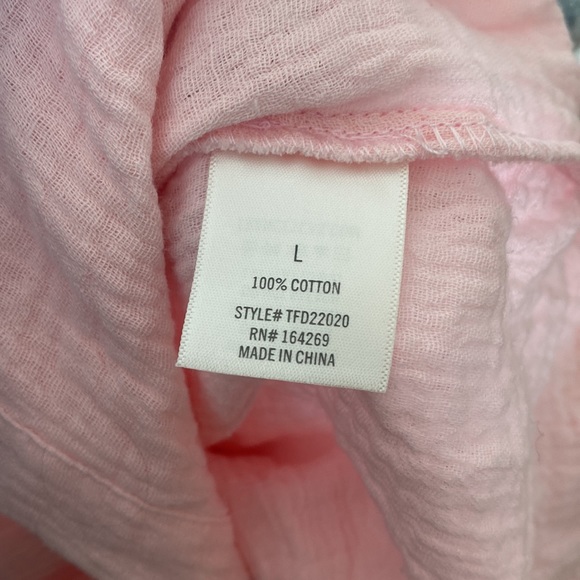 L
100% COTTON
STYLE# TFD22020
RN# 164269
MADE IN CHINA